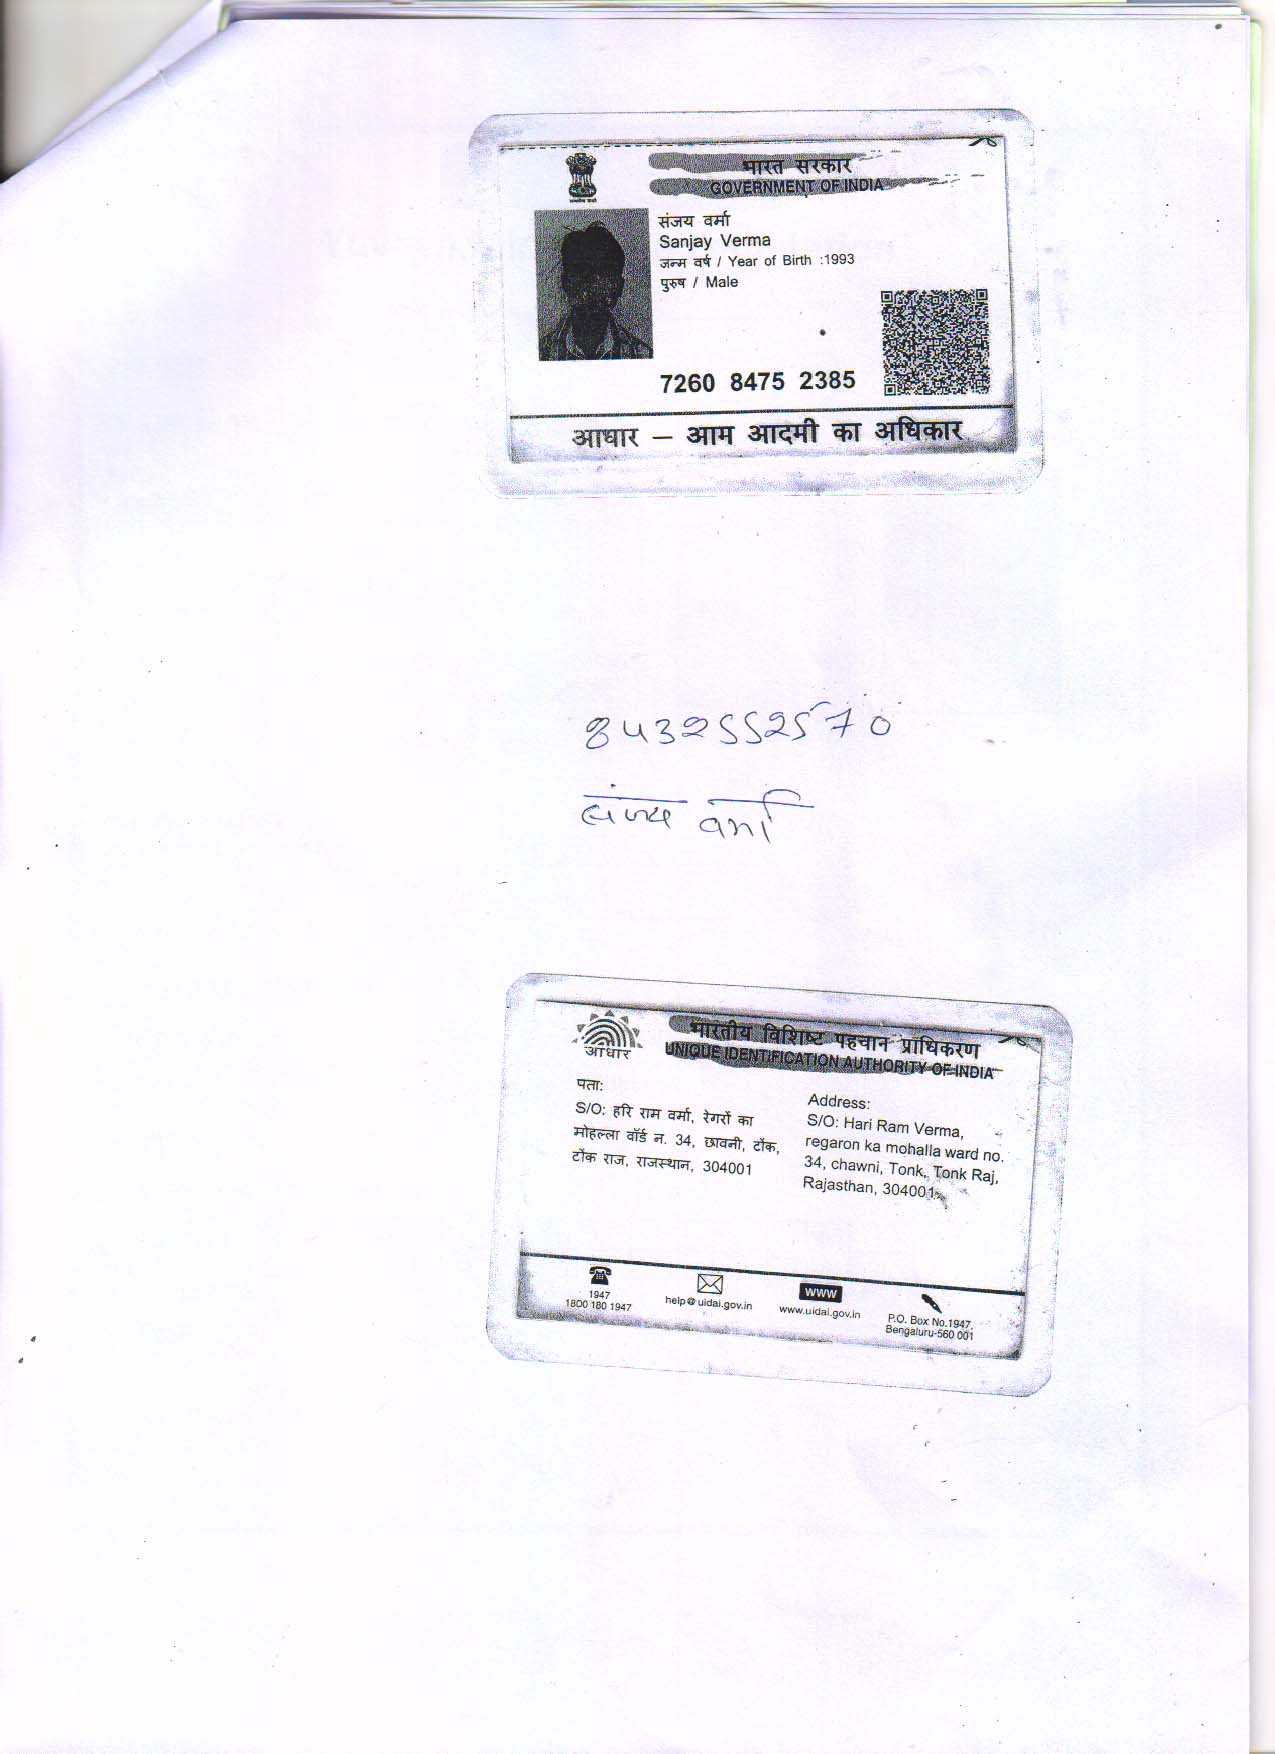 भारत सरकार
GOVERNMENT OF INDIA
संजय वर्मा
Sanjay Verma
जन्म वर्ष / Year of Birth :1993
पुरुष / Male
7260 8475 2385
आधार – आम आदमी का अधिकार
8432552570
संजय वर्मा
भारतीय विशिष्ट पहचान प्राधिकरण
UNIQUE IDENTIFICATION AUTHORITY OF INDIA
आधार
पता:
S/O: हरि राम वर्मा, रेगरों का
मोहल्ला वॉर्ड न. 34, छावनी, टोंक,
टोंक राज, राजस्थान, 304001
Address:
S/O: Hari Ram Verma,
regaron ka mohalla ward no.
34, chawni, Tonk, Tonk Raj,
Rajasthan, 304001
1947
1800 180 1947
help@uidai.gov.in
WWW
www.uidai.gov.in
P.O. Box No.1947,
Bengaluru-560 001